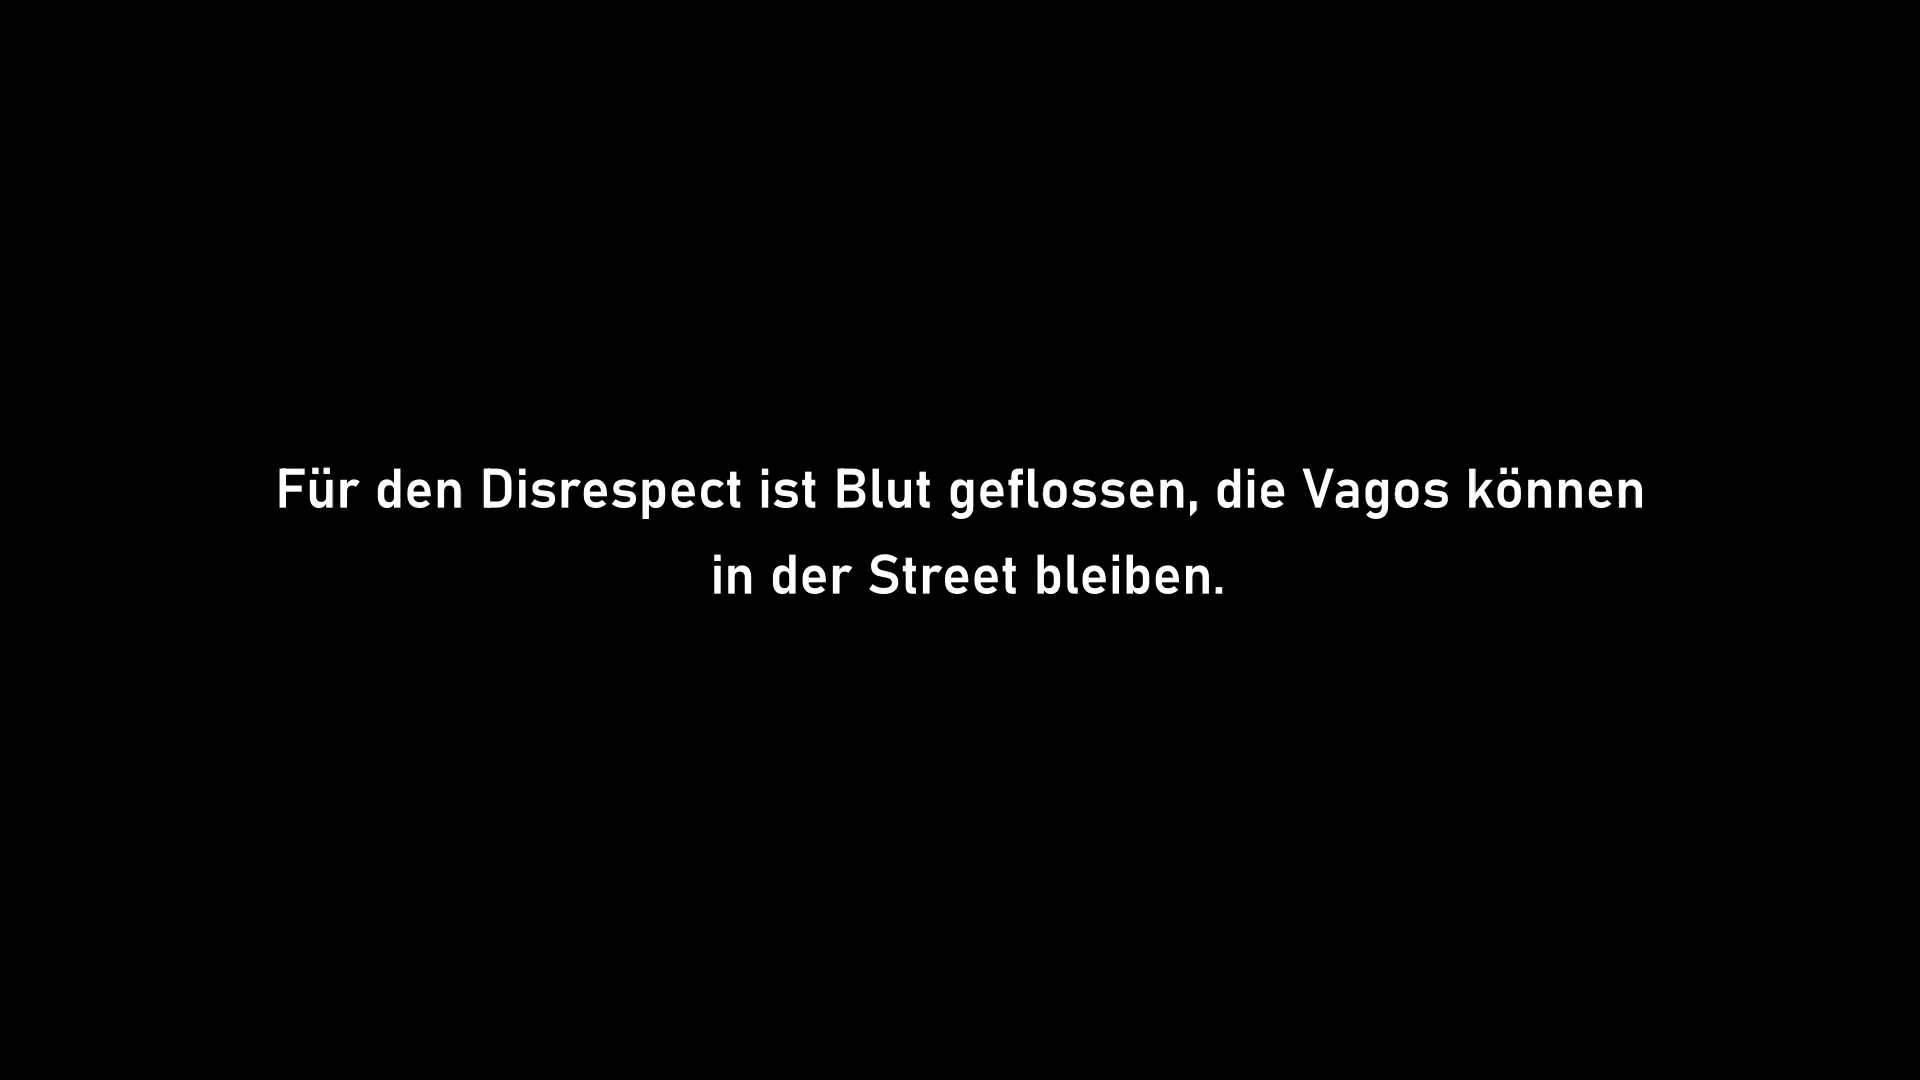 Für den Disrespect ist Blut geflossen, die Vagos können
in der Street bleiben.